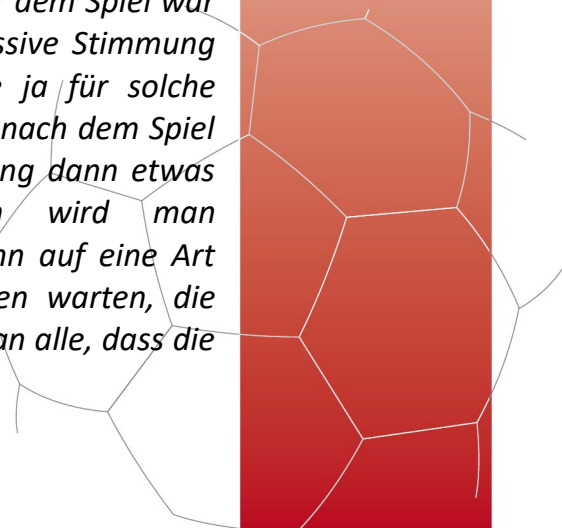 dem Spiel war
ssive Stimmung
ja für solche
nach dem Spiel
ng dann etwas
wird man
nn auf eine Art
en warten, die
an alle, dass die